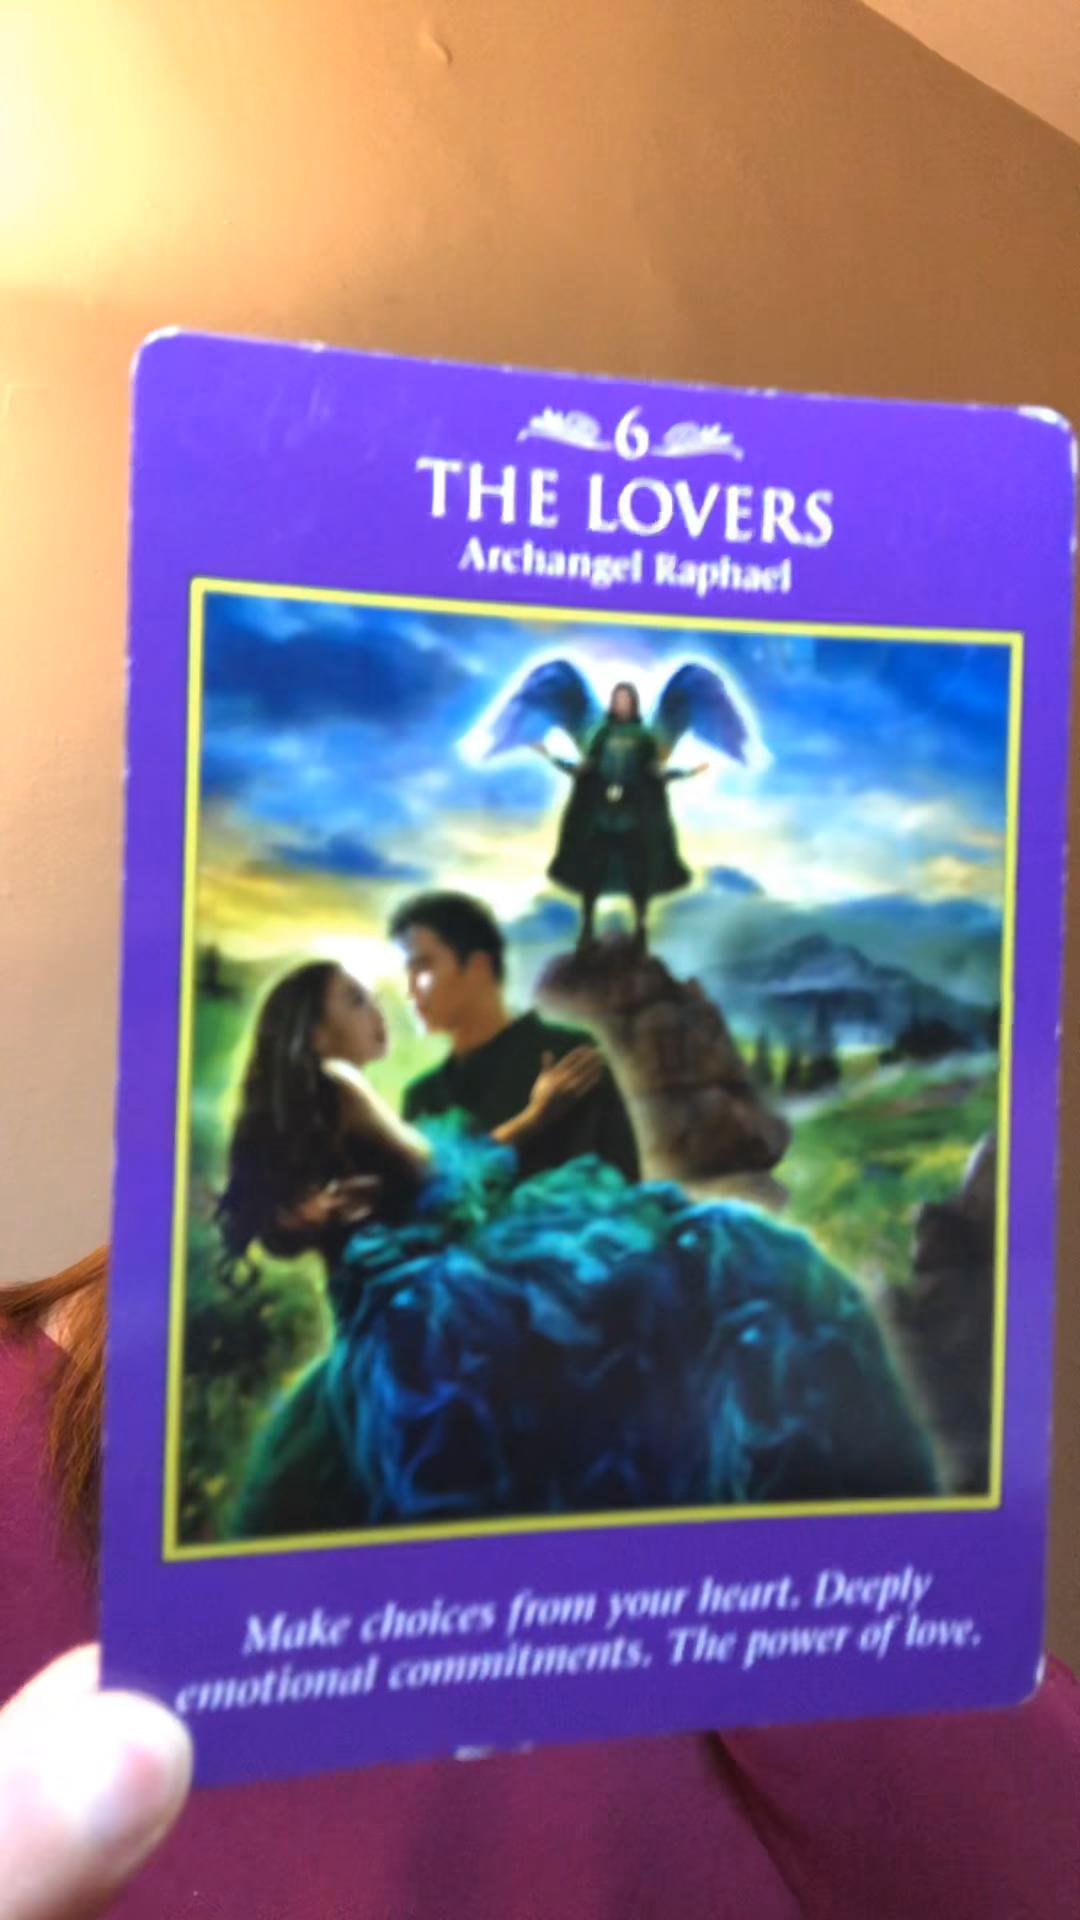 6
THE LOVERS
Archangel Raphael
Make choices from your heart. Deeply
emotional commitments. The power of love.